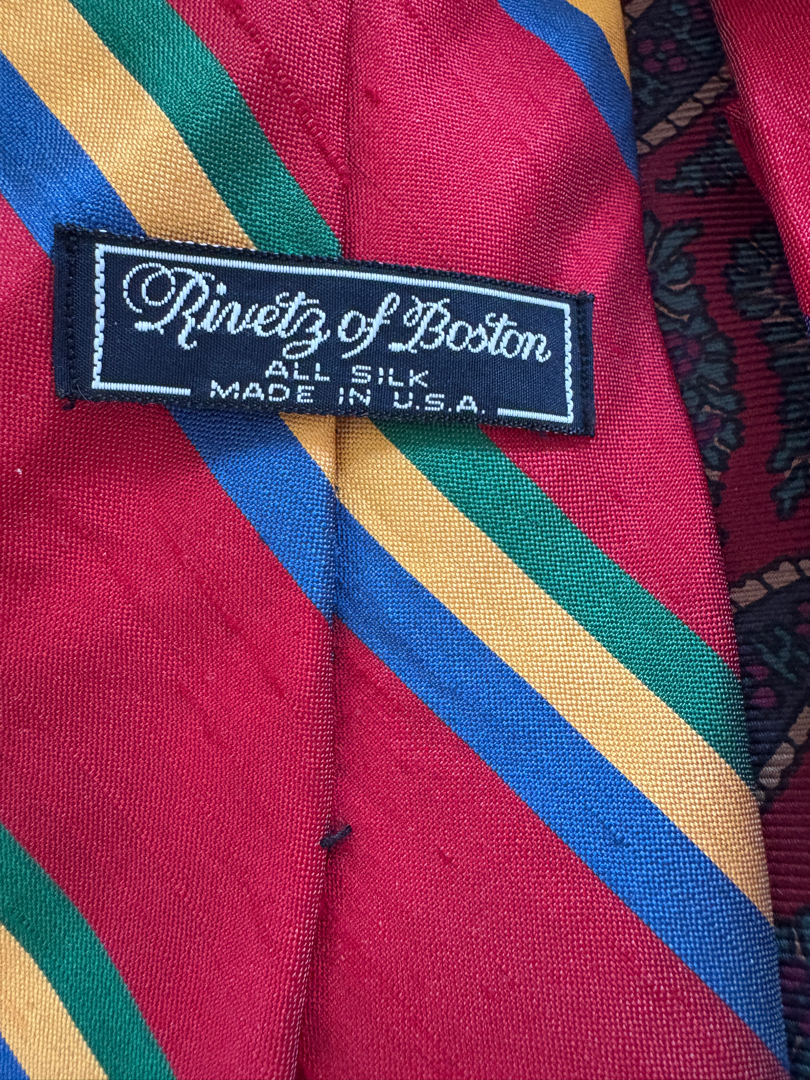 Rivetz of Boston
ALL SILK
MADE IN U.S.A.